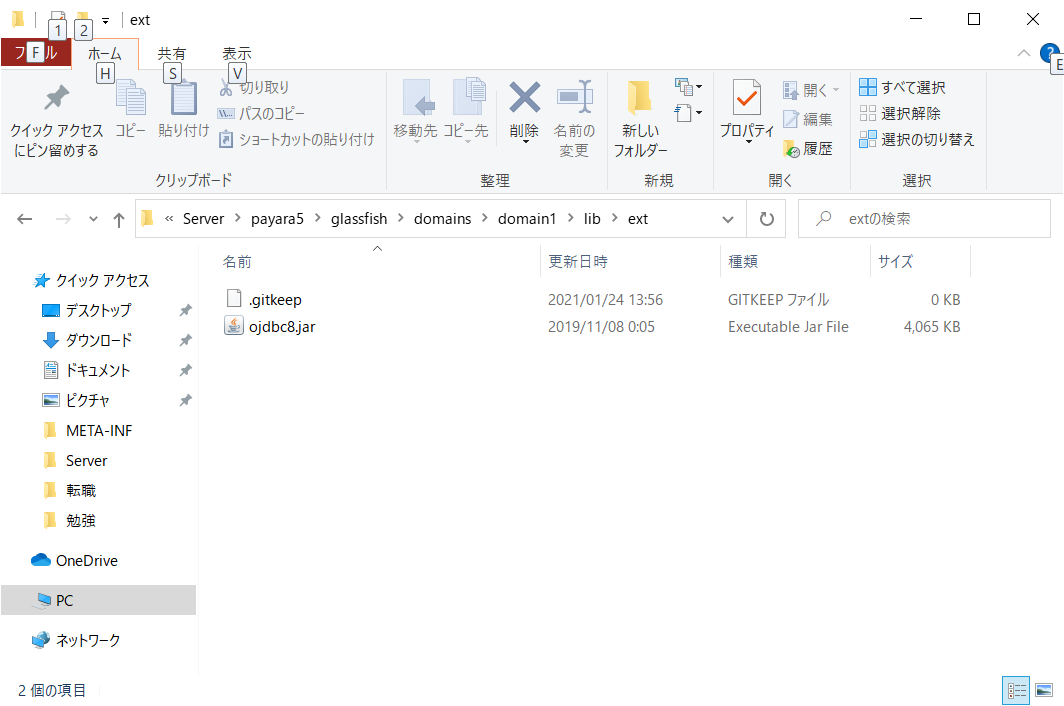 1 2 ext
ファイル F ホーム 共有 表示
H S V E
クイック アクセス
にピン留めする
コピー
貼り付け
切り取り
パスのコピー
ショートカットの貼り付け
クリップボード
移動先
コピー先
削除
名前の
変更
整理
新しい
フォルダー
新規
プロパティ
開く
編集
履歴
開く
すべて選択
選択解除
選択の切り替え
選択
« Server payara5 glassfish domains domain1 lib ext
extの検索
名前 更新日時 種類 サイズ
.gitkeep 2021/01/24 13:56 GITKEEP ファイル 0 KB
ojdbc8.jar 2019/11/08 0:05 Executable Jar File 4,065 KB
クイック アクセス
デスクトップ
ダウンロード
ドキュメント
ピクチャ
META-INF
Server
転職
勉強
OneDrive
PC
ネットワーク
2 個の項目